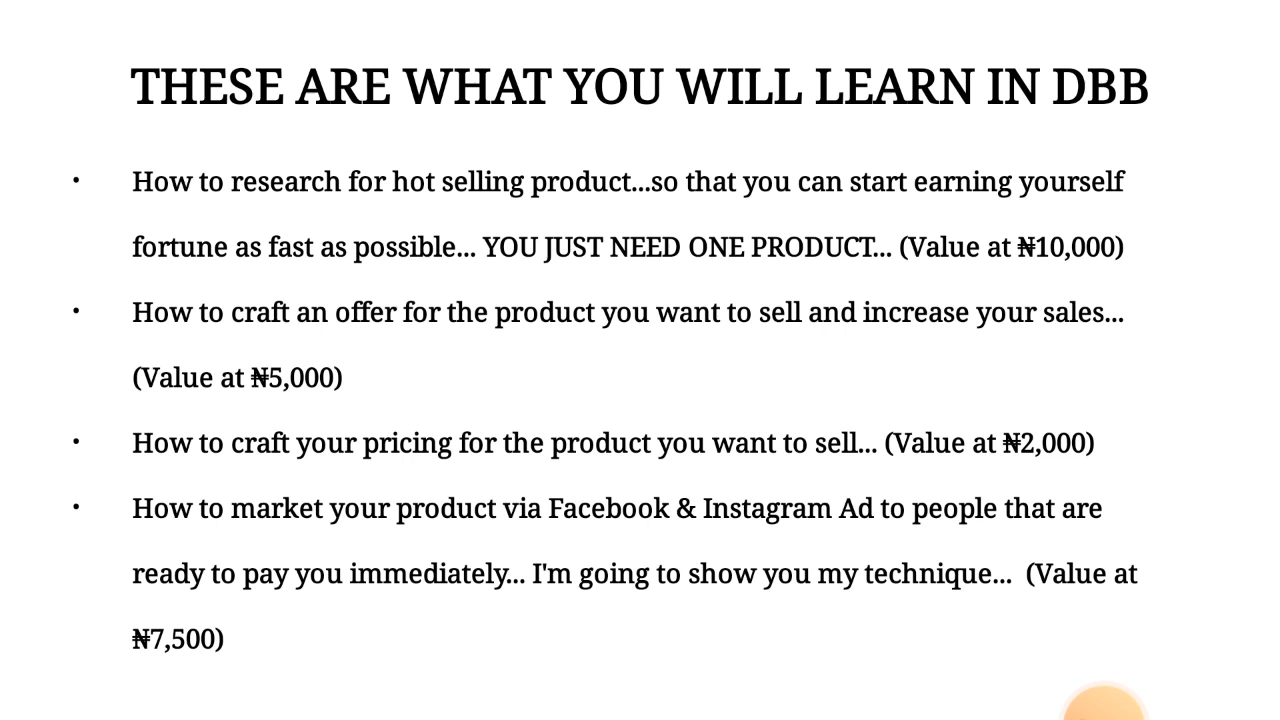 THESE ARE WHAT YOU WILL LEARN IN DBB
• How to research for hot selling product...so that you can start earning yourself
fortune as fast as possible... YOU JUST NEED ONE PRODUCT... (Value at ₦10,000)
• How to craft an offer for the product you want to sell and increase your sales...
(Value at ₦5,000)
• How to craft your pricing for the product you want to sell... (Value at ₦2,000)
• How to market your product via Facebook & Instagram Ad to people that are
ready to pay you immediately... I'm going to show you my technique...  (Value at
₦7,500)